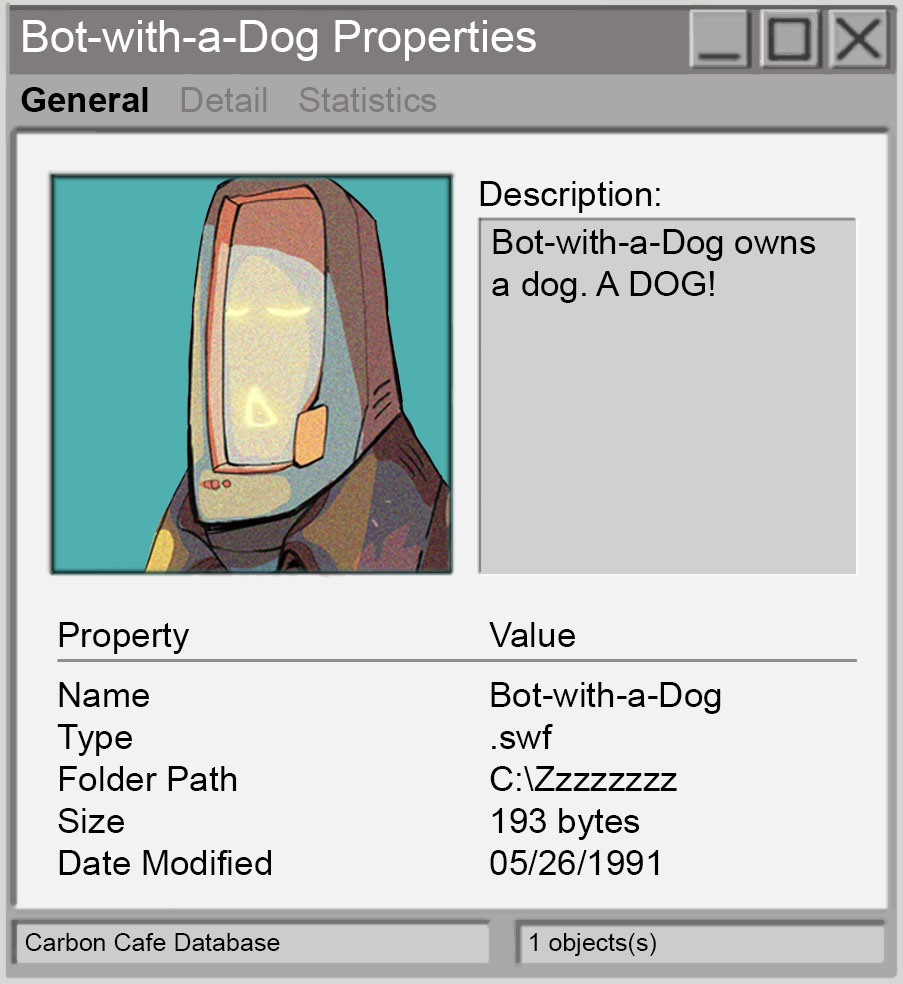 Bot-with-a-Dog Properties
General Detail Statistics
Description:
Bot-with-a-Dog owns
a dog. A DOG!
Property Value
Name Bot-with-a-Dog
Type .swf
Folder Path C:\Zzzzzzzz
Size 193 bytes
Date Modified 05/26/1991
Carbon Cafe Database 1 objects(s)